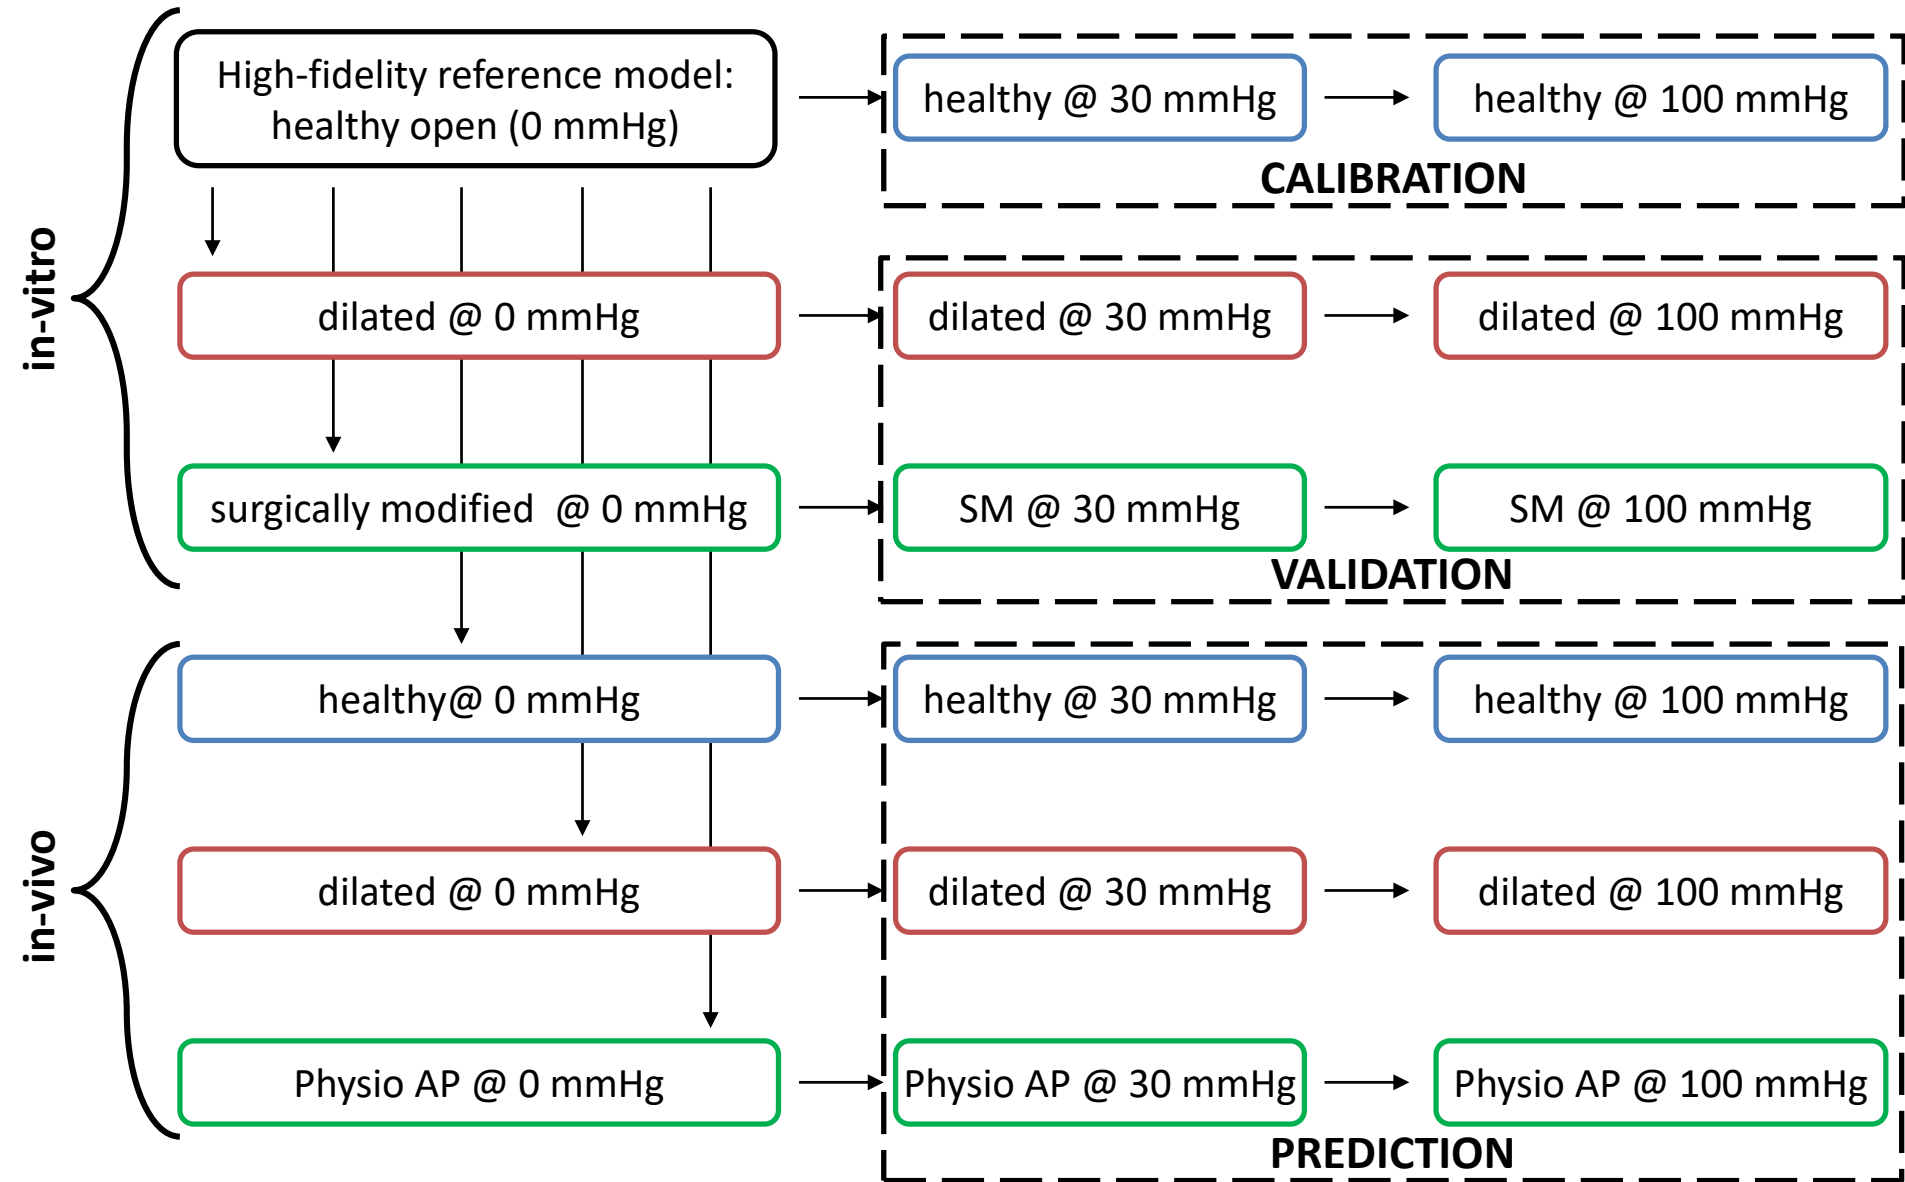 in-vitro
High-fidelity reference model:
healthy open (0 mmHg)
healthy @ 30 mmHg
healthy @ 100 mmHg
CALIBRATION
dilated @ 0 mmHg
dilated @ 30 mmHg
dilated @ 100 mmHg
surgically modified  @ 0 mmHg
SM @ 30 mmHg
SM @ 100 mmHg
VALIDATION
in-vivo
healthy@ 0 mmHg
healthy @ 30 mmHg
healthy @ 100 mmHg
dilated @ 0 mmHg
dilated @ 30 mmHg
dilated @ 100 mmHg
Physio AP @ 0 mmHg
Physio AP @ 30 mmHg
Physio AP @ 100 mmHg
PREDICTION